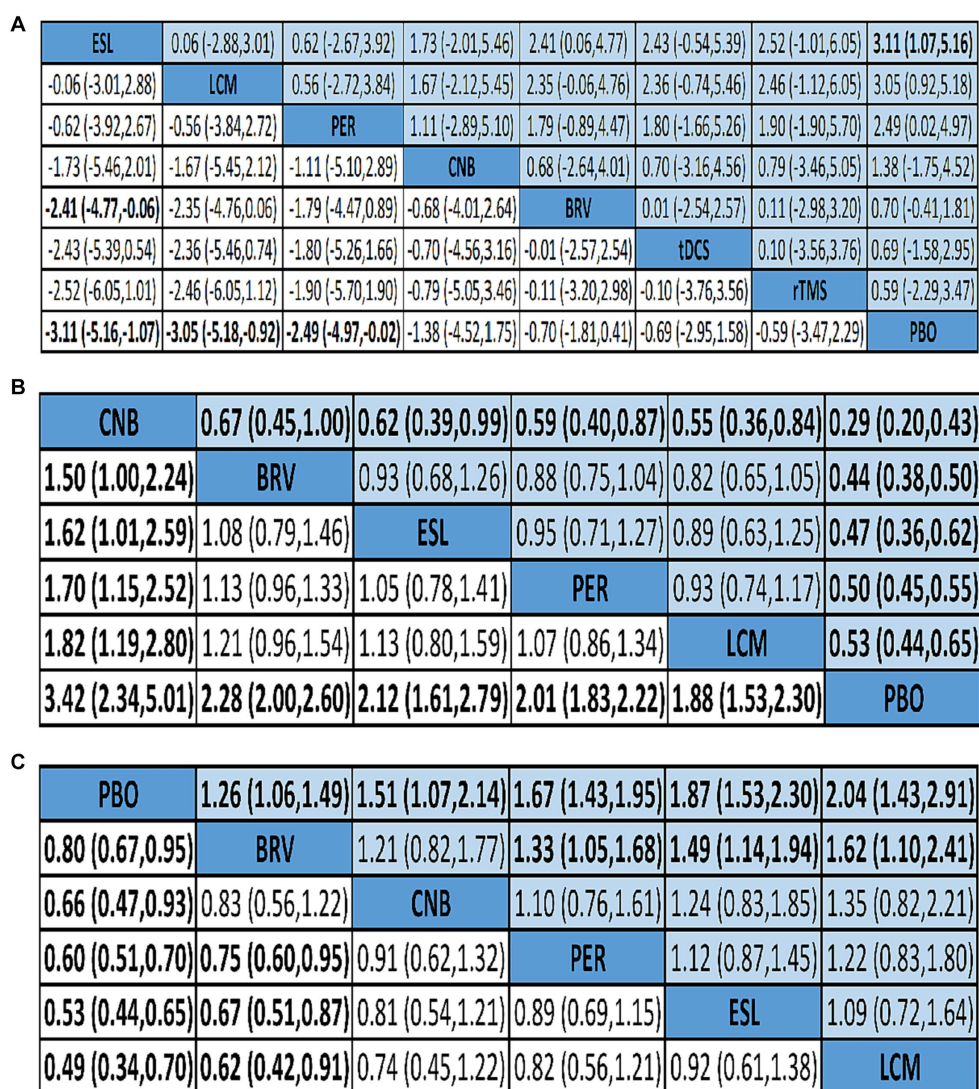 A
ESL 0.06 (-2.88,3.01) 0.62 (-2.67,3.92) 1.73 (-2.01,5.46) 2.41 (0.06,4.77) 2.43 (-0.54,5.39) 2.52 (-1.01,6.05) 3.11 (1.07,5.16)
-0.06 (-3.01,2.88) LCM 0.56 (-2.72,3.84) 1.67 (-2.12,5.45) 2.35 (-0.06,4.76) 2.36 (-0.74,5.46) 2.46 (-1.12,6.05) 3.05 (0.92,5.18)
-0.62 (-3.92,2.67) -0.56 (-3.84,2.72) PER 1.11 (-2.89,5.10) 1.79 (-0.89,4.47) 1.80 (-1.66,5.26) 1.90 (-1.90,5.70) 2.49 (0.02,4.97)
-1.73 (-5.46,2.01) -1.67 (-5.45,2.12) -1.11 (-5.10,2.89) CNB 0.68 (-2.64,4.01) 0.70 (-3.16,4.56) 0.79 (-3.46,5.05) 1.38 (-1.75,4.52)
-2.41 (-4.77,-0.06) -2.35 (-4.76,0.06) -1.79 (-4.47,0.89) -0.68 (-4.01,2.64) BRV 0.01 (-2.54,2.57) 0.11 (-2.98,3.20) 0.70 (-0.41,1.81)
-2.43 (-5.39,0.54) -2.36 (-5.46,0.74) -1.80 (-5.26,1.66) -0.70 (-4.56,3.16) -0.01 (-2.57,2.54) tDCS 0.10 (-3.56,3.76) 0.69 (-1.58,2.95)
-2.52 (-6.05,1.01) -2.46 (-6.05,1.12) -1.90 (-5.70,1.90) -0.79 (-5.05,3.46) -0.11 (-3.20,2.98) -0.10 (-3.76,3.56) rTMS 0.59 (-2.29,3.47)
-3.11 (-5.16,-1.07) -3.05 (-5.18,-0.92) -2.49 (-4.97,-0.02) -1.38 (-4.52,1.75) -0.70 (-1.81,0.41) -0.69 (-2.95,1.58) -0.59 (-3.47,2.29) PBO
B
CNB 0.67 (0.45,1.00) 0.62 (0.39,0.99) 0.59 (0.40,0.87) 0.55 (0.36,0.84) 0.29 (0.20,0.43)
1.50 (1.00,2.24) BRV 0.93 (0.68,1.26) 0.88 (0.75,1.04) 0.82 (0.65,1.05) 0.44 (0.38,0.50)
1.62 (1.01,2.59) 1.08 (0.79,1.46) ESL 0.95 (0.71,1.27) 0.89 (0.63,1.25) 0.47 (0.36,0.62)
1.70 (1.15,2.52) 1.13 (0.96,1.33) 1.05 (0.78,1.41) PER 0.93 (0.74,1.17) 0.50 (0.45,0.55)
1.82 (1.19,2.80) 1.21 (0.96,1.54) 1.13 (0.80,1.59) 1.07 (0.86,1.34) LCM 0.53 (0.44,0.65)
3.42 (2.34,5.01) 2.28 (2.00,2.60) 2.12 (1.61,2.79) 2.01 (1.83,2.22) 1.88 (1.53,2.30) PBO
C
PBO 1.26 (1.06,1.49) 1.51 (1.07,2.14) 1.67 (1.43,1.95) 1.87 (1.53,2.30) 2.04 (1.43,2.91)
0.80 (0.67,0.95) BRV 1.21 (0.82,1.77) 1.33 (1.05,1.68) 1.49 (1.14,1.94) 1.62 (1.10,2.41)
0.66 (0.47,0.93) 0.83 (0.56,1.22) CNB 1.10 (0.76,1.61) 1.24 (0.83,1.85) 1.35 (0.82,2.21)
0.60 (0.51,0.70) 0.75 (0.60,0.95) 0.91 (0.62,1.32) PER 1.12 (0.87,1.45) 1.22 (0.83,1.80)
0.53 (0.44,0.65) 0.67 (0.51,0.87) 0.81 (0.54,1.21) 0.89 (0.69,1.15) ESL 1.09 (0.72,1.64)
0.49 (0.34,0.70) 0.62 (0.42,0.91) 0.74 (0.45,1.22) 0.82 (0.56,1.21) 0.92 (0.61,1.38) LCM